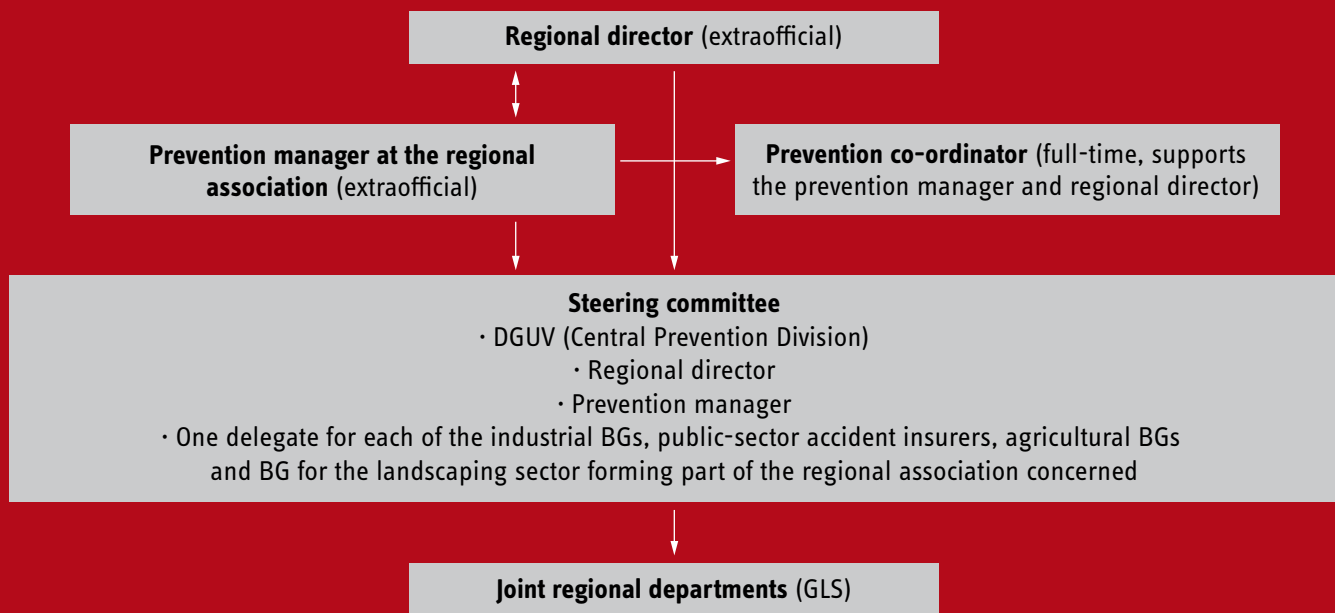 Regional director (extraofficial)
Prevention manager at the regional
association (extraofficial)
Prevention co-ordinator (full-time, supports
the prevention manager and regional director)
Steering committee
· DGUV (Central Prevention Division)
· Regional director
· Prevention manager
· One delegate for each of the industrial BGs, public-sector accident insurers, agricultural BGs
and BG for the landscaping sector forming part of the regional association concerned
Joint regional departments (GLS)